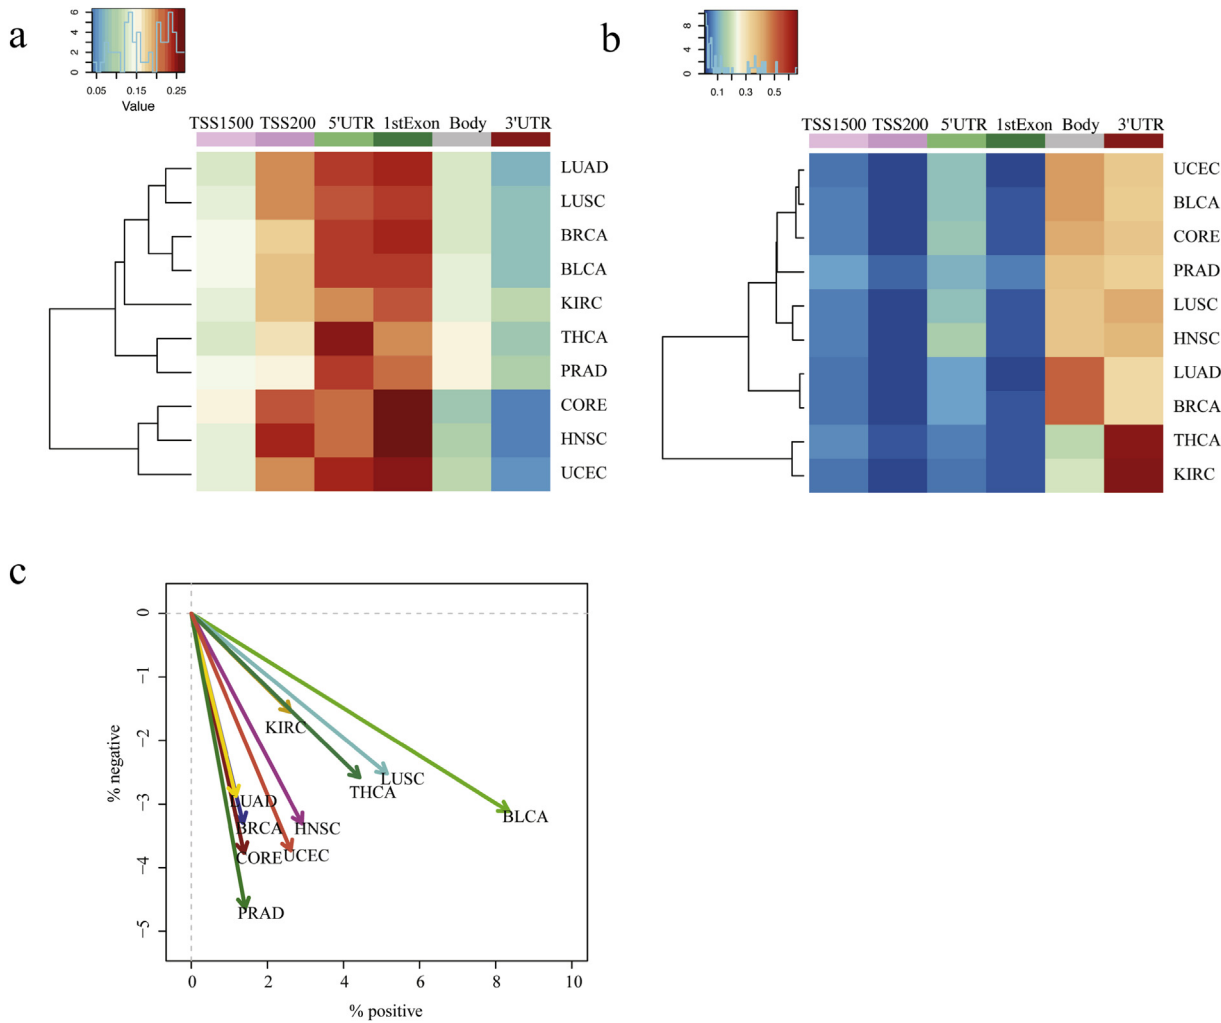 a
0 2 4 6
0.05 0.15 0.25
Value
TSS1500 TSS200 5'UTR 1stExon Body 3'UTR
LUAD
LUSC
BRCA
BLCA
KIRC
THCA
PRAD
CORE
HNSC
UCEC
b
0 4 8
0.1 0.3 0.5
TSS1500 TSS200 5'UTR 1stExon Body 3'UTR
UCEC
BLCA
CORE
PRAD
LUSC
HNSC
LUAD
BRCA
THCA
KIRC
c
% negative
0
−1
−2
−3
−4
−5
KIRC
LUSC
THCA
LUAD
BLCA
BRCA HNSC
CORE UCEC
PRAD
0 2 4 6 8 10
% positive